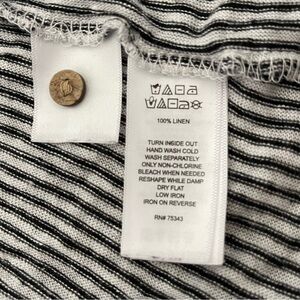 100% LINEN
TURN INSIDE OUT
HAND WASH COLD
WASH SEPARATELY
ONLY NON-CHLORINE
BLEACH WHEN NEEDED
RESHAPE WHILE DAMP
DRY FLAT
LOW IRON
IRON ON REVERSE
RN# 75343